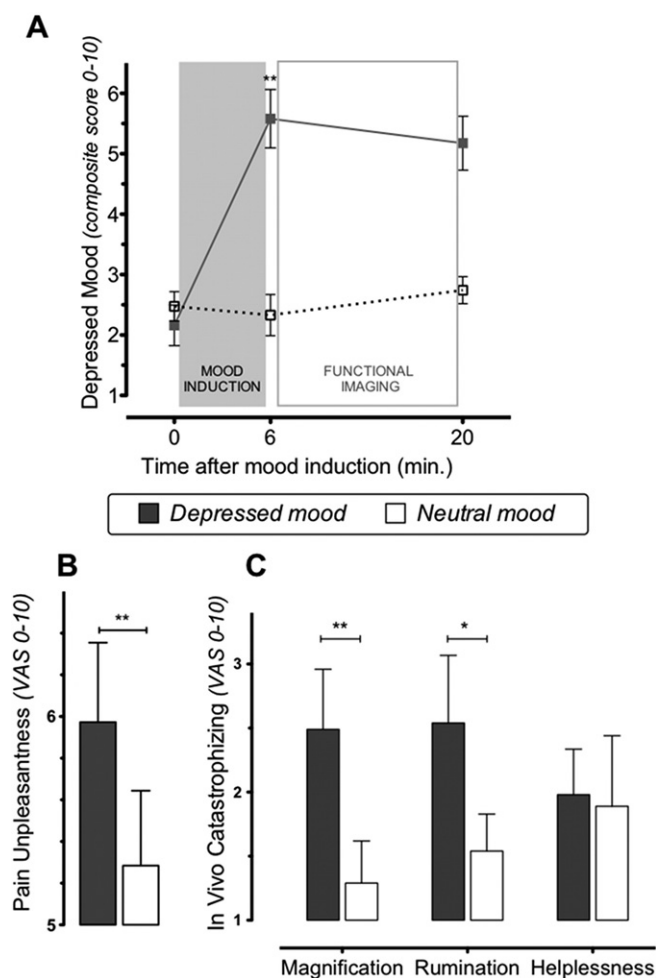 A
Depressed Mood (composite score 0-10)
6
5
4
3
2
1
**
MOOD
INDUCTION
FUNCTIONAL
IMAGING
0 6 20
Time after mood induction (min.)
Depressed mood Neutral mood
B
Pain Unpleasantness (VAS 0-10)
6
5
**
C
In Vivo Catastrophizing (VAS 0-10)
3
2
1
** *
Magnification Rumination Helplessness